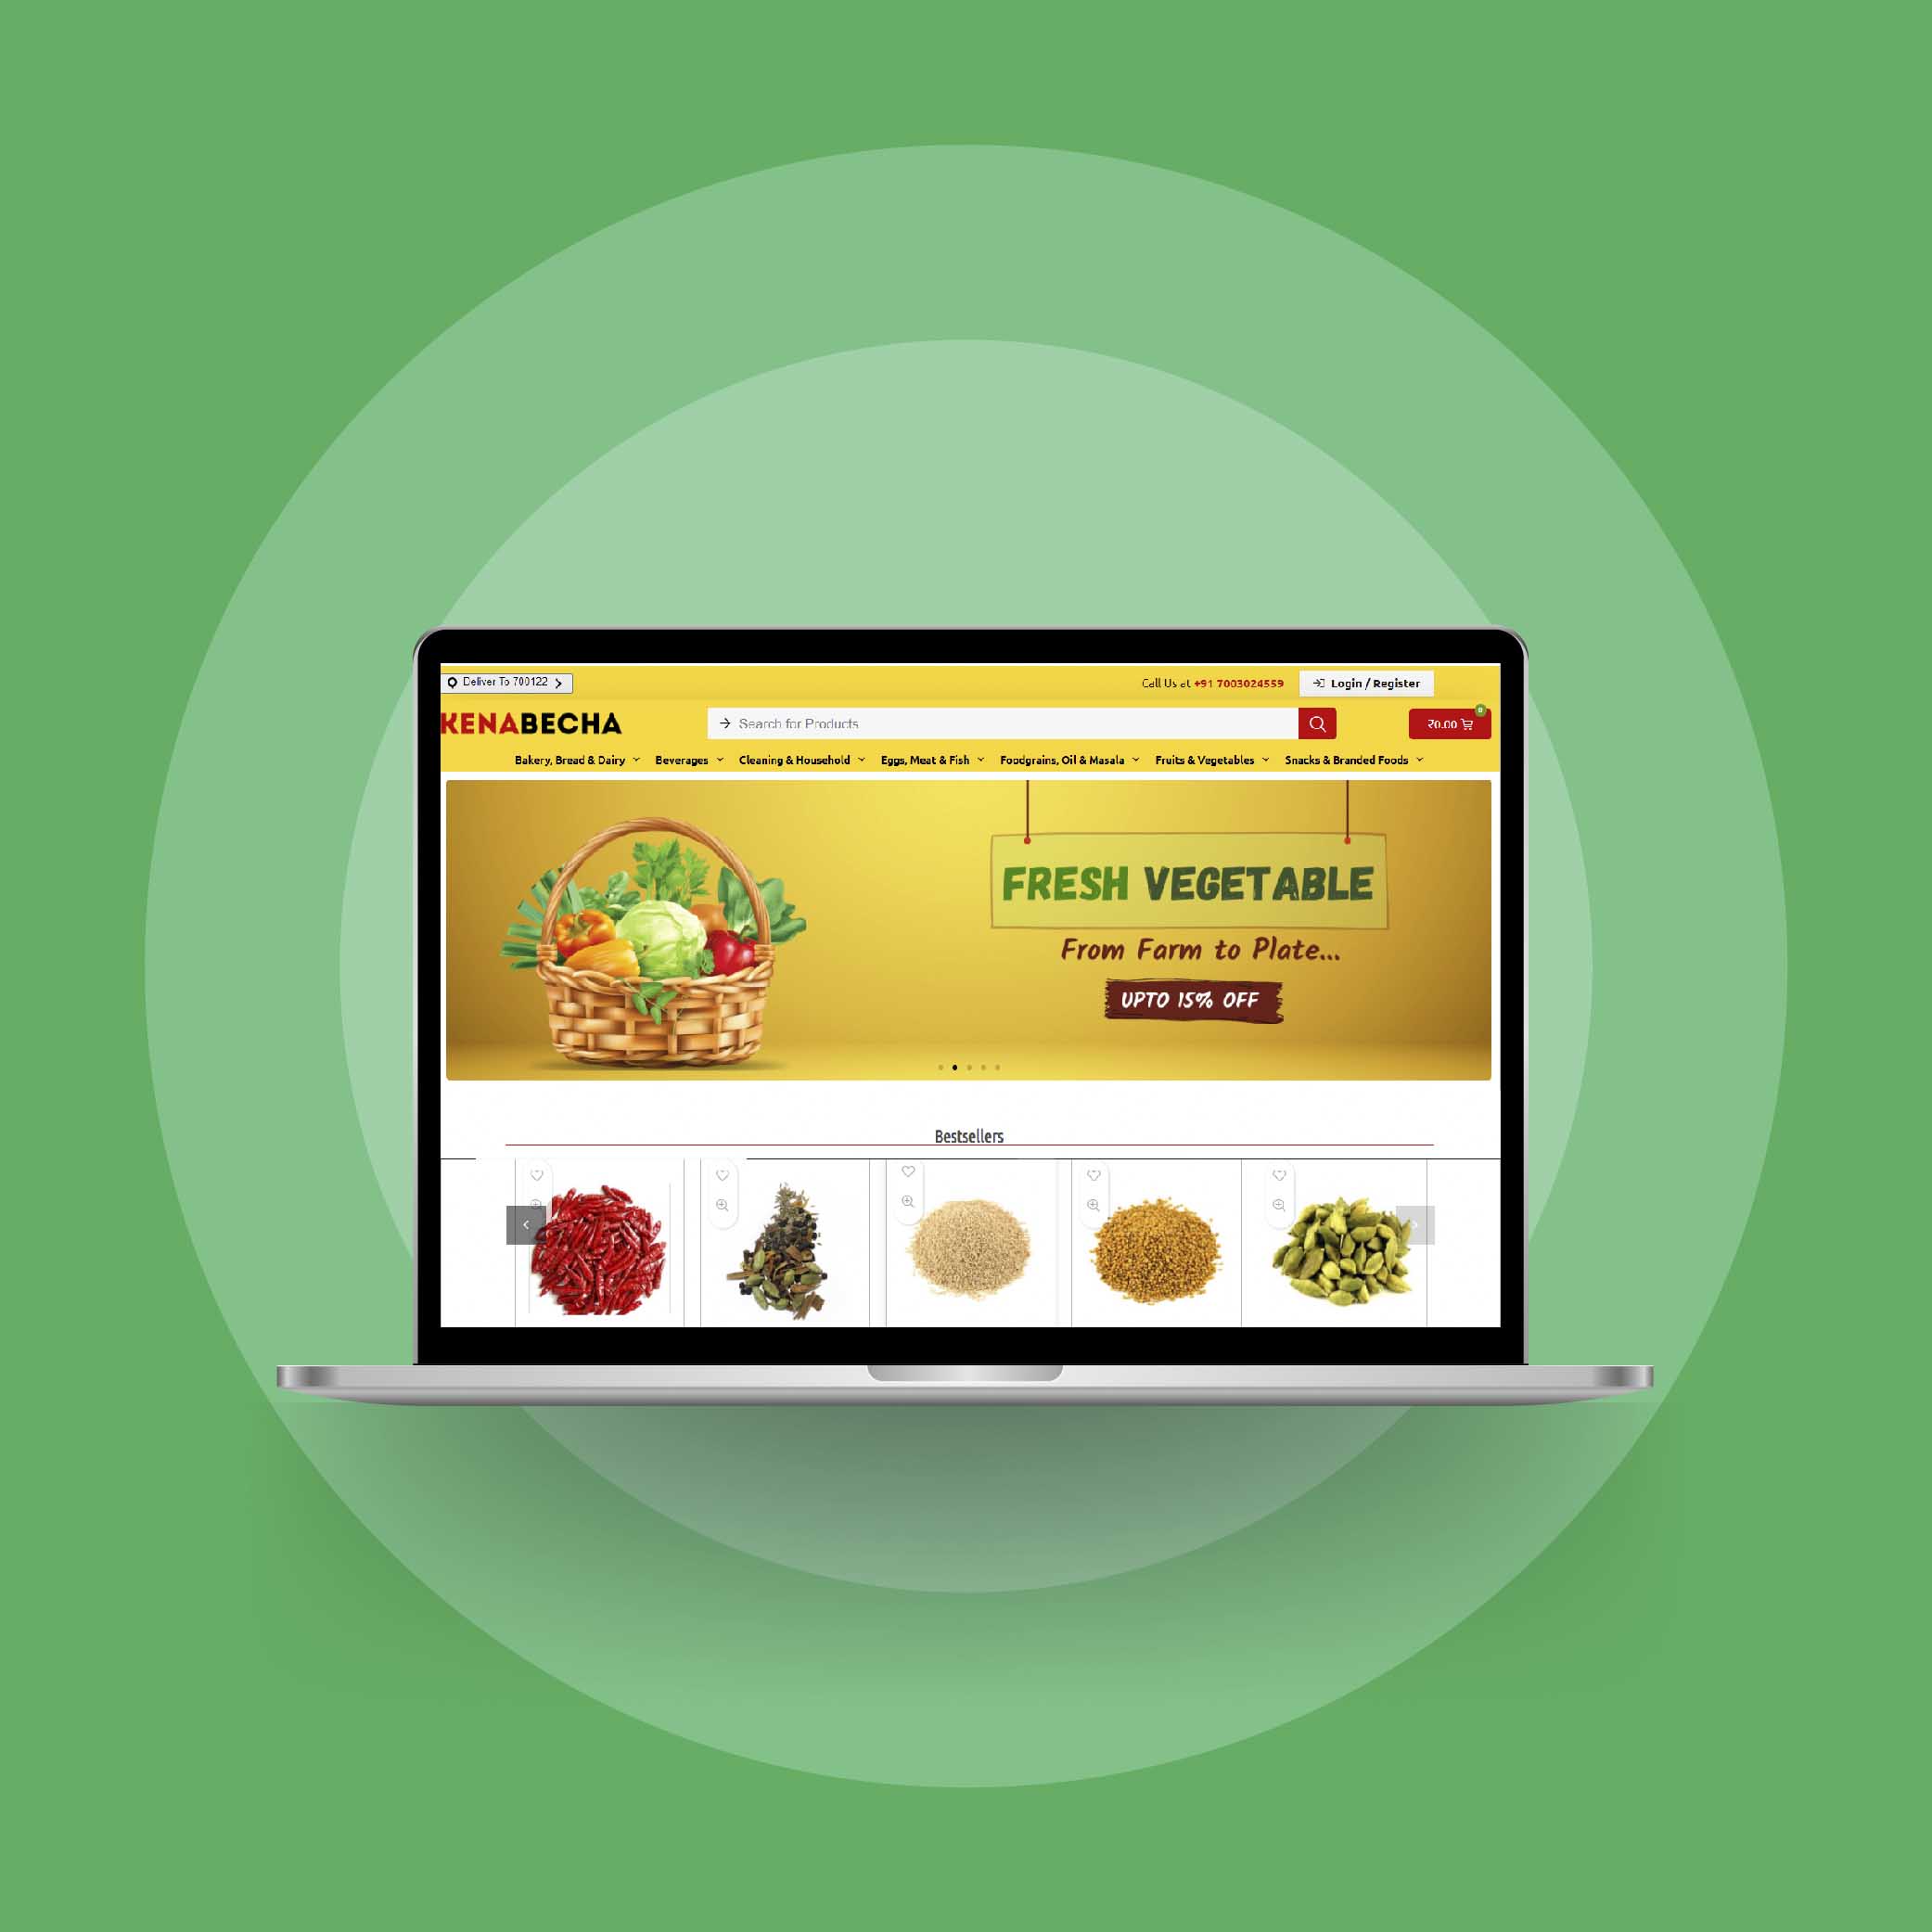 Deliver To 700122
Call Us at +91 7003024559
Login / Register
KENABECHA
Search for Products
₹0.00
0
Bakery, Bread & Dairy
Beverages
Cleaning & Household
Eggs, Meat & Fish
Foodgrains, Oil & Masala
Fruits & Vegetables
Snacks & Branded Foods
FRESH VEGETABLE
From Farm to Plate...
UPTO 15% OFF
Bestsellers